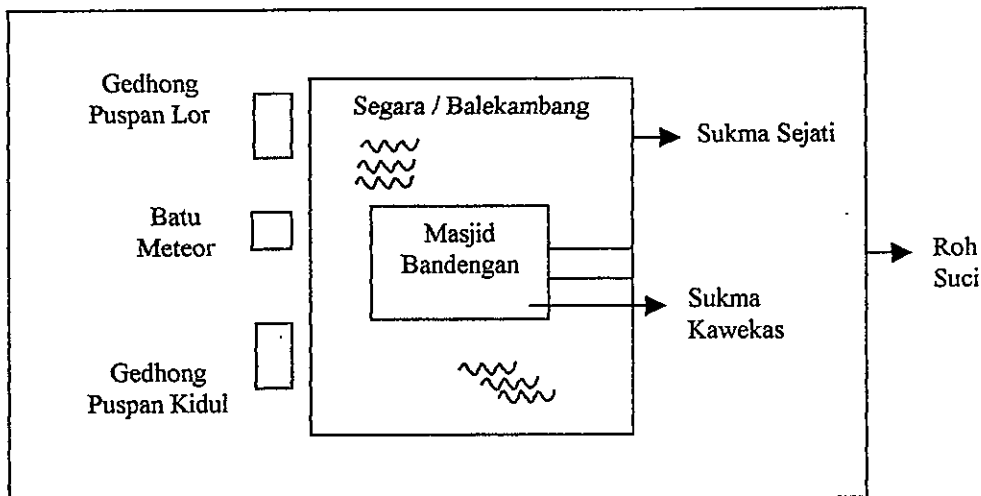 Gedhong
Puspan Lor
Segara / Balekambang
Sukma Sejati
Batu
Meteor
Masjid
Bandengan
Roh
Suci
Sukma
Kawekas
Gedhong
Puspan Kidul